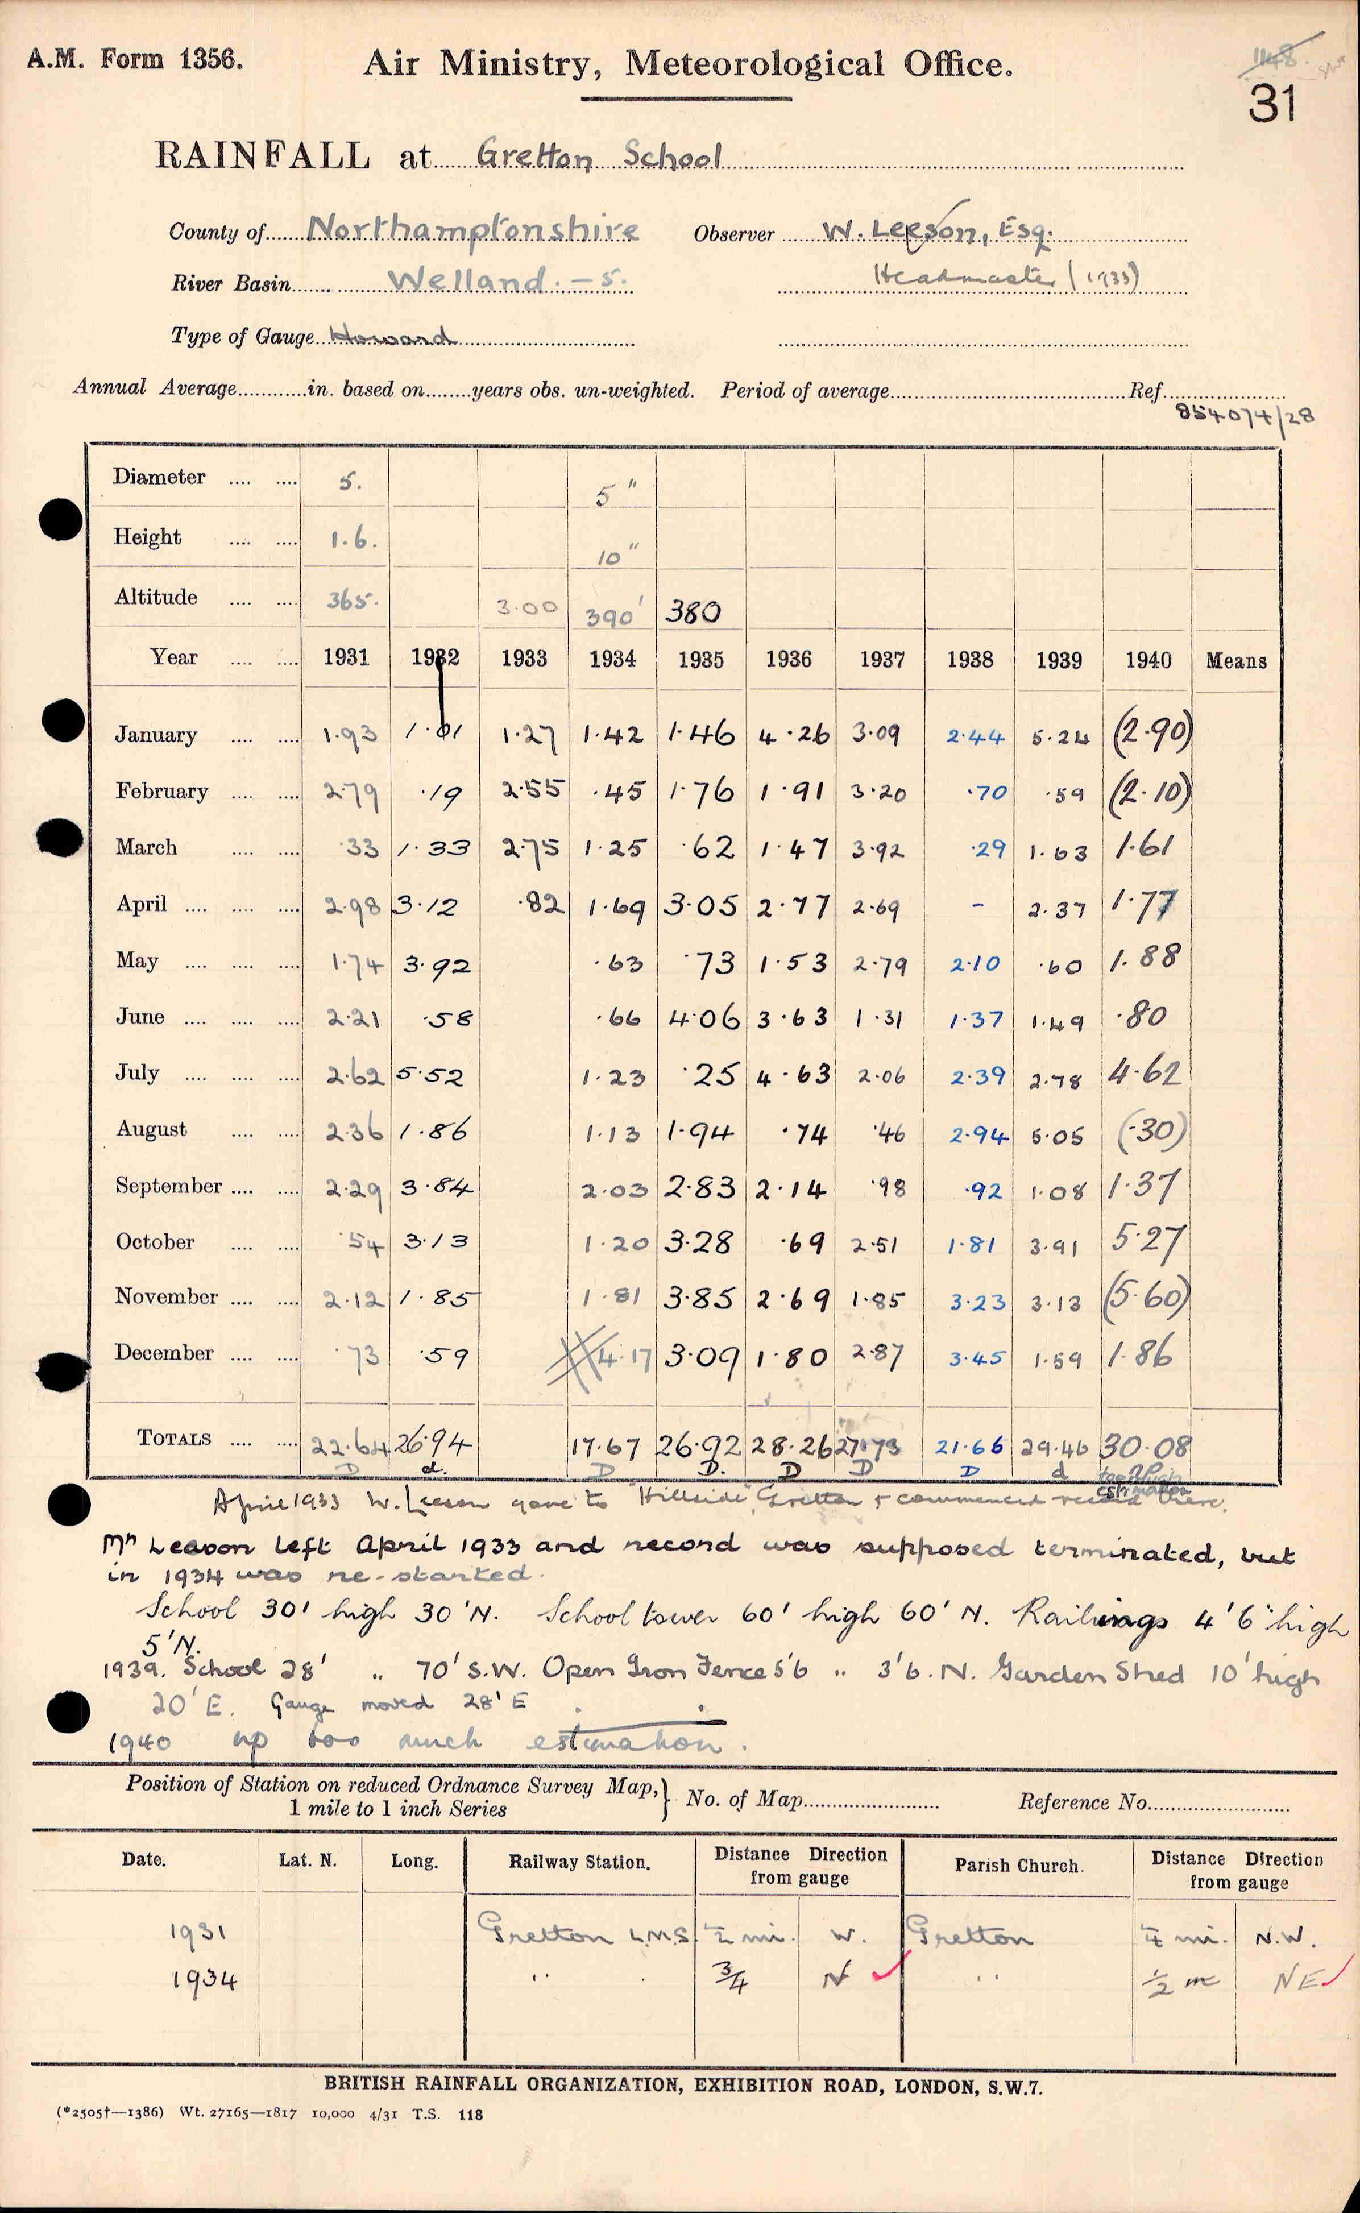 A.M. Form 1356.
Air Ministry, Meteorological Office.
148.
31
RAINFALL at Gretton School
County of Northamptonshire Observer W. Leeson, Esq.
River Basin Welland. - 5. Headmaster (1933)
Type of Gauge Howard
Annual Average in. based on years obs. un-weighted. Period of average Ref.
854074/28
Diameter 5. 5"
Height 1.6. 10"
Altitude 365. 3.00 390' 380
Year 1931 1932 1933 1934 1935 1936 1937 1938 1939 1940 Means
January 1.93 1.01 1.27 1.42 1.46 4.26 3.09 2.44 5.24 (2.90)
February 2.79 .19 2.55 .45 1.76 1.91 3.20 .70 .59 (2.10)
March .33 1.33 2.75 1.25 .62 1.47 3.92 .29 1.63 1.61
April 2.98 3.12 .82 1.69 3.05 2.77 2.69 - 2.37 1.77
May 1.74 3.92 .63 .73 1.53 2.79 2.10 .60 1.88
June 2.21 .58 .66 4.06 3.63 1.31 1.37 1.49 .80
July 2.62 5.52 1.23 .25 4.63 2.06 2.39 2.78 4.62
August 2.36 1.86 1.13 1.94 .74 .46 2.94 5.05 (.30)
September 2.29 3.84 2.03 2.83 2.14 .98 .92 1.08 1.37
October .54 3.13 1.20 3.28 .69 2.51 1.81 3.91 5.27
November 2.12 1.85 1.81 3.85 2.69 1.85 3.23 3.13 (5.60)
December .73 .59 4.17 3.09 1.80 2.87 3.45 1.59 1.86
TOTALS 22.64 26.94 17.67 26.92 28.26 27.73 21.66 29.46 30.08
D d. D D. D D D d too much
estimation
April 1933 W. Leeson gone to "Hillside", Gretton & commenced record there.
Mr Leeson left April 1933 and record was supposed terminated, but
in 1934 was re-started.
School 30' high 30' N. School tower 60' high 60' N. Railings 4'6" high
5' N.
1939. School 28' " 70' S.W. Open Iron Fence 5'6 " 3'6. N. Garden Shed 10' high
20' E. Gauge moved 28' E
1940 np too much estimation.
Position of Station on reduced Ordnance Survey Map, } No. of Map Reference No.
1 mile to 1 inch Series
Date. Lat. N. Long. Railway Station. Distance Direction from gauge Parish Church. Distance Direction from gauge
1931 Gretton L.M.S. ½ mi. W. Gretton ¼ mi. N.W.
1934 " ¾ N " ½ mi NE
BRITISH RAINFALL ORGANIZATION, EXHIBITION ROAD, LONDON, S.W.7.
(*2505†—1386) Wt. 27165—1817 10,000 4/31 T.S. 118